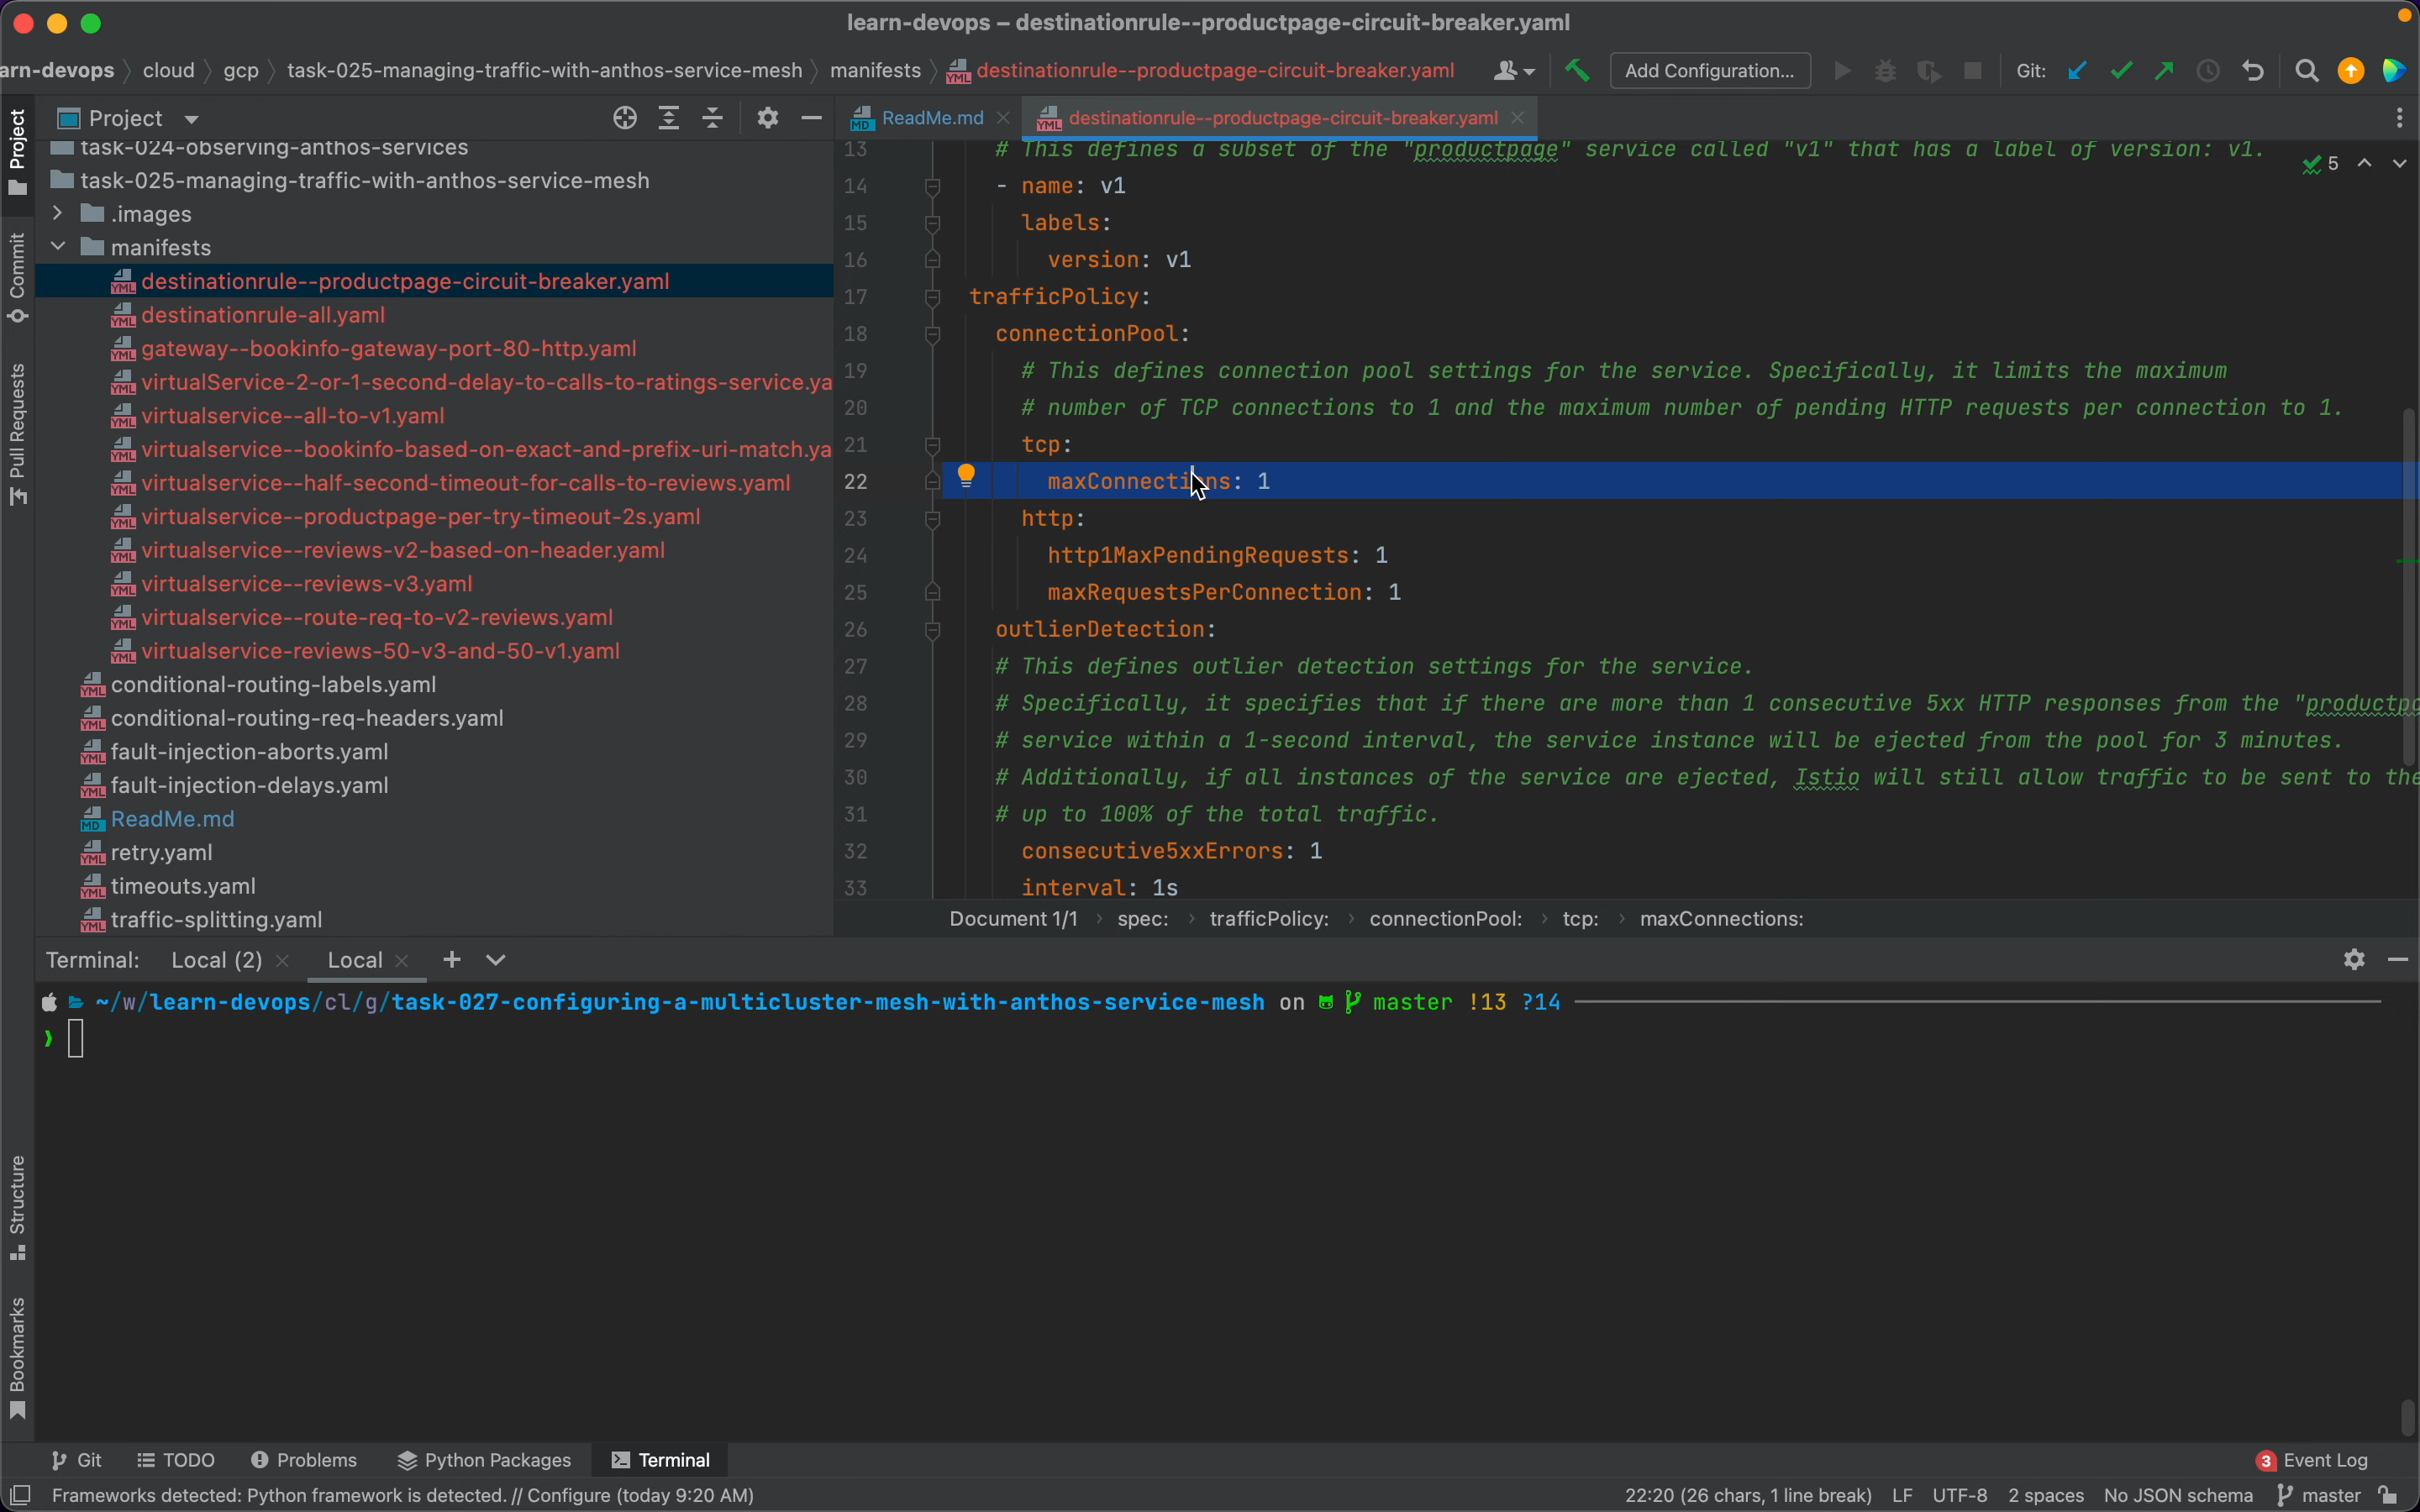 learn-devops – destinationrule--productpage-circuit-breaker.yaml
arn-devops cloud gcp task-025-managing-traffic-with-anthos-service-mesh manifests destinationrule--productpage-circuit-breaker.yaml Add Configuration... Git:
Project
ReadMe.md destinationrule--productpage-circuit-breaker.yaml
Project
Commit
Pull Requests
Structure
Bookmarks
task-024-observing-anthos-services
task-025-managing-traffic-with-anthos-service-mesh
.images
manifests
destinationrule--productpage-circuit-breaker.yaml
destinationrule-all.yaml
gateway--bookinfo-gateway-port-80-http.yaml
virtualService-2-or-1-second-delay-to-calls-to-ratings-service.ya
virtualservice--all-to-v1.yaml
virtualservice--bookinfo-based-on-exact-and-prefix-uri-match.ya
virtualservice--half-second-timeout-for-calls-to-reviews.yaml
virtualservice--productpage-per-try-timeout-2s.yaml
virtualservice--reviews-v2-based-on-header.yaml
virtualservice--reviews-v3.yaml
virtualservice--route-req-to-v2-reviews.yaml
virtualservice-reviews-50-v3-and-50-v1.yaml
conditional-routing-labels.yaml
conditional-routing-req-headers.yaml
fault-injection-aborts.yaml
fault-injection-delays.yaml
ReadMe.md
retry.yaml
timeouts.yaml
traffic-splitting.yaml
13 # This defines a subset of the "productpage" service called "v1" that has a label of version: v1.
5
14 - name: v1
15 labels:
16 version: v1
17 trafficPolicy:
18 connectionPool:
19 # This defines connection pool settings for the service. Specifically, it limits the maximum
20 # number of TCP connections to 1 and the maximum number of pending HTTP requests per connection to 1.
21 tcp:
22 maxConnections: 1
23 http:
24 http1MaxPendingRequests: 1
25 maxRequestsPerConnection: 1
26 outlierDetection:
27 # This defines outlier detection settings for the service.
28 # Specifically, it specifies that if there are more than 1 consecutive 5xx HTTP responses from the "productpa
29 # service within a 1-second interval, the service instance will be ejected from the pool for 3 minutes.
30 # Additionally, if all instances of the service are ejected, Istio will still allow traffic to be sent to the
31 # up to 100% of the total traffic.
32 consecutive5xxErrors: 1
33 interval: 1s
Document 1/1 spec: trafficPolicy: connectionPool: tcp: maxConnections:
Terminal: Local (2) Local
~/w/learn-devops/cl/g/task-027-configuring-a-multicluster-mesh-with-anthos-service-mesh on master !13 ?14
Git TODO Problems Python Packages Terminal 3 Event Log
Frameworks detected: Python framework is detected. // Configure (today 9:20 AM) 22:20 (26 chars, 1 line break) LF UTF-8 2 spaces No JSON schema master